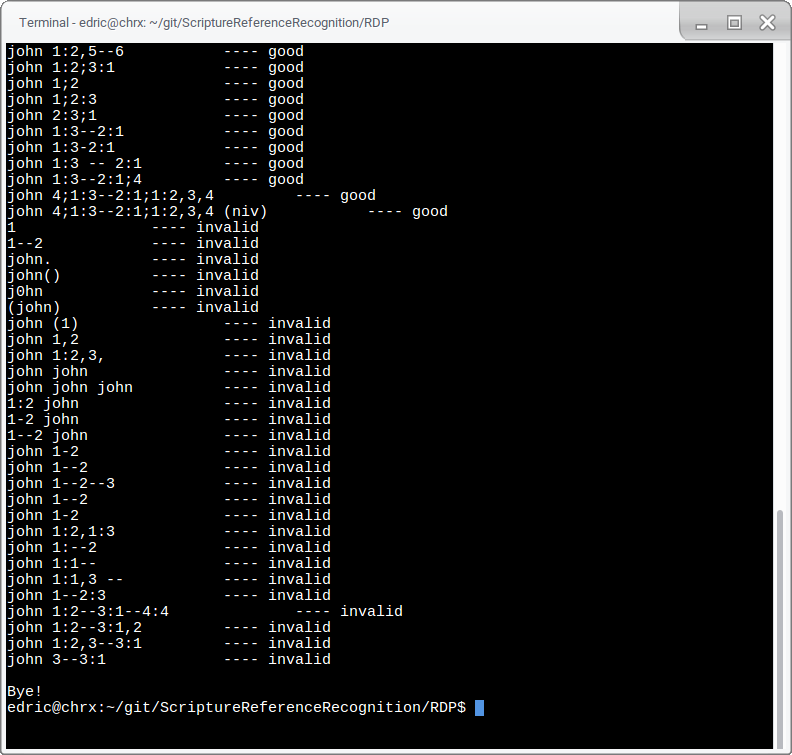 Terminal - edric@chrx: ~/git/ScriptureReferenceRecognition/RDP
john 1:2,5--6 ---- good
john 1:2;3:1 ---- good
john 1;2 ---- good
john 1;2:3 ---- good
john 2:3;1 ---- good
john 1:3--2:1 ---- good
john 1:3-2:1 ---- good
john 1:3 -- 2:1 ---- good
john 1:3--2:1;4 ---- good
john 4;1:3--2:1;1:2,3,4 ---- good
john 4;1:3--2:1;1:2,3,4 (niv) ---- good
1 ---- invalid
1--2 ---- invalid
john. ---- invalid
john() ---- invalid
j0hn ---- invalid
(john) ---- invalid
john (1) ---- invalid
john 1,2 ---- invalid
john 1:2,3, ---- invalid
john john ---- invalid
john john john ---- invalid
1:2 john ---- invalid
1-2 john ---- invalid
1--2 john ---- invalid
john 1-2 ---- invalid
john 1--2 ---- invalid
john 1--2--3 ---- invalid
john 1--2 ---- invalid
john 1-2 ---- invalid
john 1:2,1:3 ---- invalid
john 1:--2 ---- invalid
john 1:1-- ---- invalid
john 1:1,3 -- ---- invalid
john 1--2:3 ---- invalid
john 1:2--3:1--4:4 ---- invalid
john 1:2--3:1,2 ---- invalid
john 1:2,3--3:1 ---- invalid
john 3--3:1 ---- invalid
Bye!
edric@chrx:~/git/ScriptureReferenceRecognition/RDP$